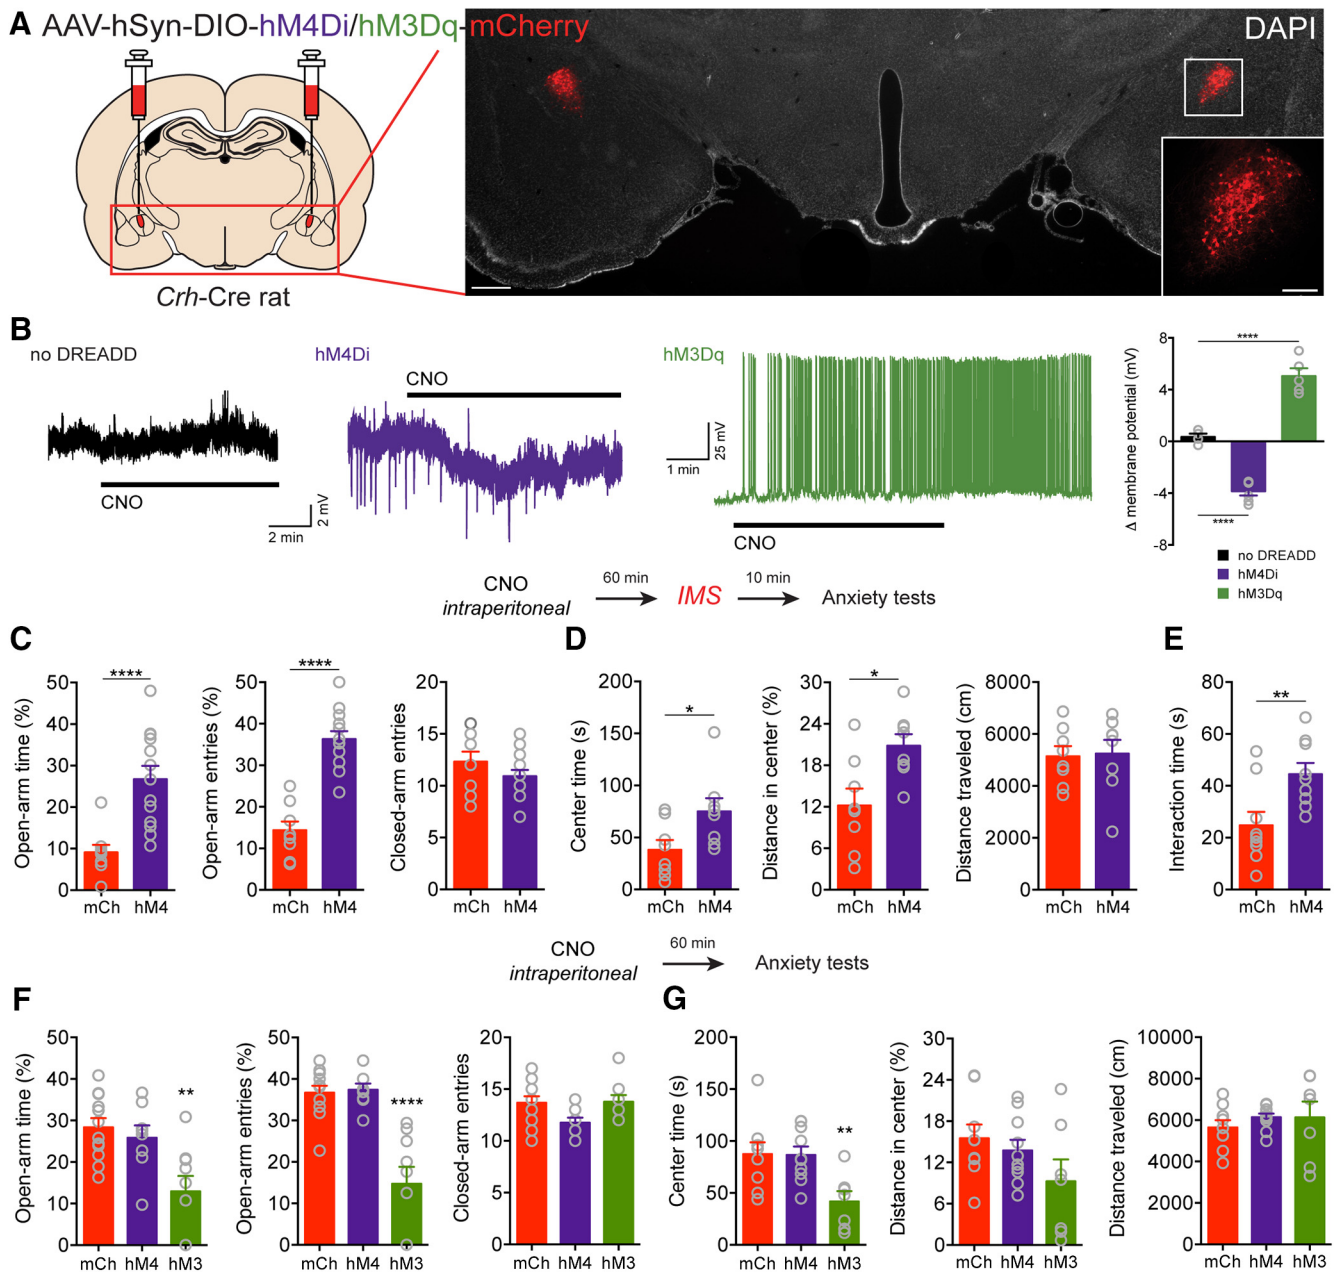 A AAV-hSyn-DIO-hM4Di/hM3Dq-mCherry
DAPI
Crh-Cre rat
B
no DREADD
CNO
2 min
2 mV
hM4Di
CNO
hM3Dq
1 min
25 mV
CNO
Δ membrane potential (mV)
8
4
0
-4
-8
****
****
no DREADD
hM4Di
hM3Dq
CNO
intraperitoneal
60 min
IMS
10 min
Anxiety tests
C
Open-arm time (%)
50
40
30
20
10
0
****
mCh hM4
Open-arm entries (%)
50
40
30
20
10
0
****
mCh hM4
Closed-arm entries
20
15
10
5
0
mCh hM4
D
Center time (s)
200
150
100
50
0
*
mCh hM4
Distance in center (%)
30
24
18
12
6
0
*
mCh hM4
Distance traveled (cm)
8000
6000
4000
2000
0
mCh hM4
E
Interaction time (s)
80
60
40
20
0
**
mCh hM4
CNO
intraperitoneal
60 min
Anxiety tests
F
Open-arm time (%)
50
40
30
20
10
0
**
mCh hM4 hM3
Open-arm entries (%)
50
40
30
20
10
0
****
mCh hM4 hM3
Closed-arm entries
20
15
10
5
0
mCh hM4 hM3
G
Center time (s)
200
150
100
50
0
**
mCh hM4 hM3
Distance in center (%)
30
24
18
12
6
0
mCh hM4 hM3
Distance traveled (cm)
10000
8000
6000
4000
2000
0
mCh hM4 hM3